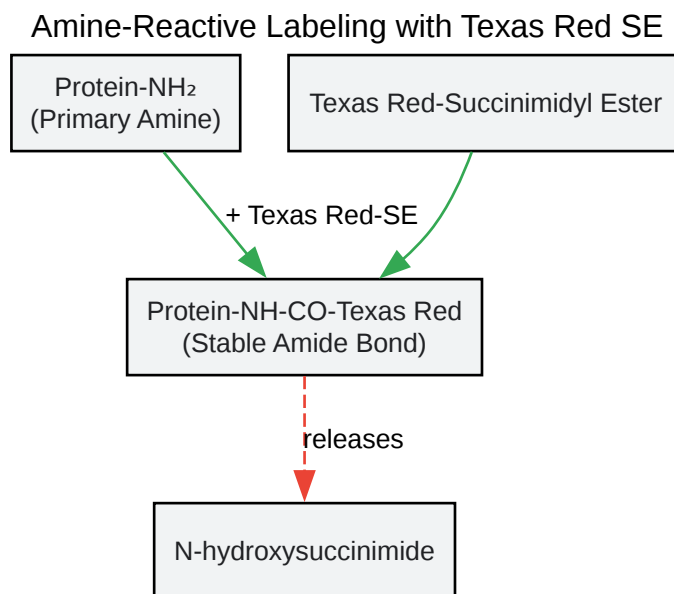 Amine-Reactive Labeling with Texas Red SE
Protein-NH₂
(Primary Amine)
Texas Red-Succinimidyl Ester
+ Texas Red-SE
Protein-NH-CO-Texas Red
(Stable Amide Bond)
releases
N-hydroxysuccinimide